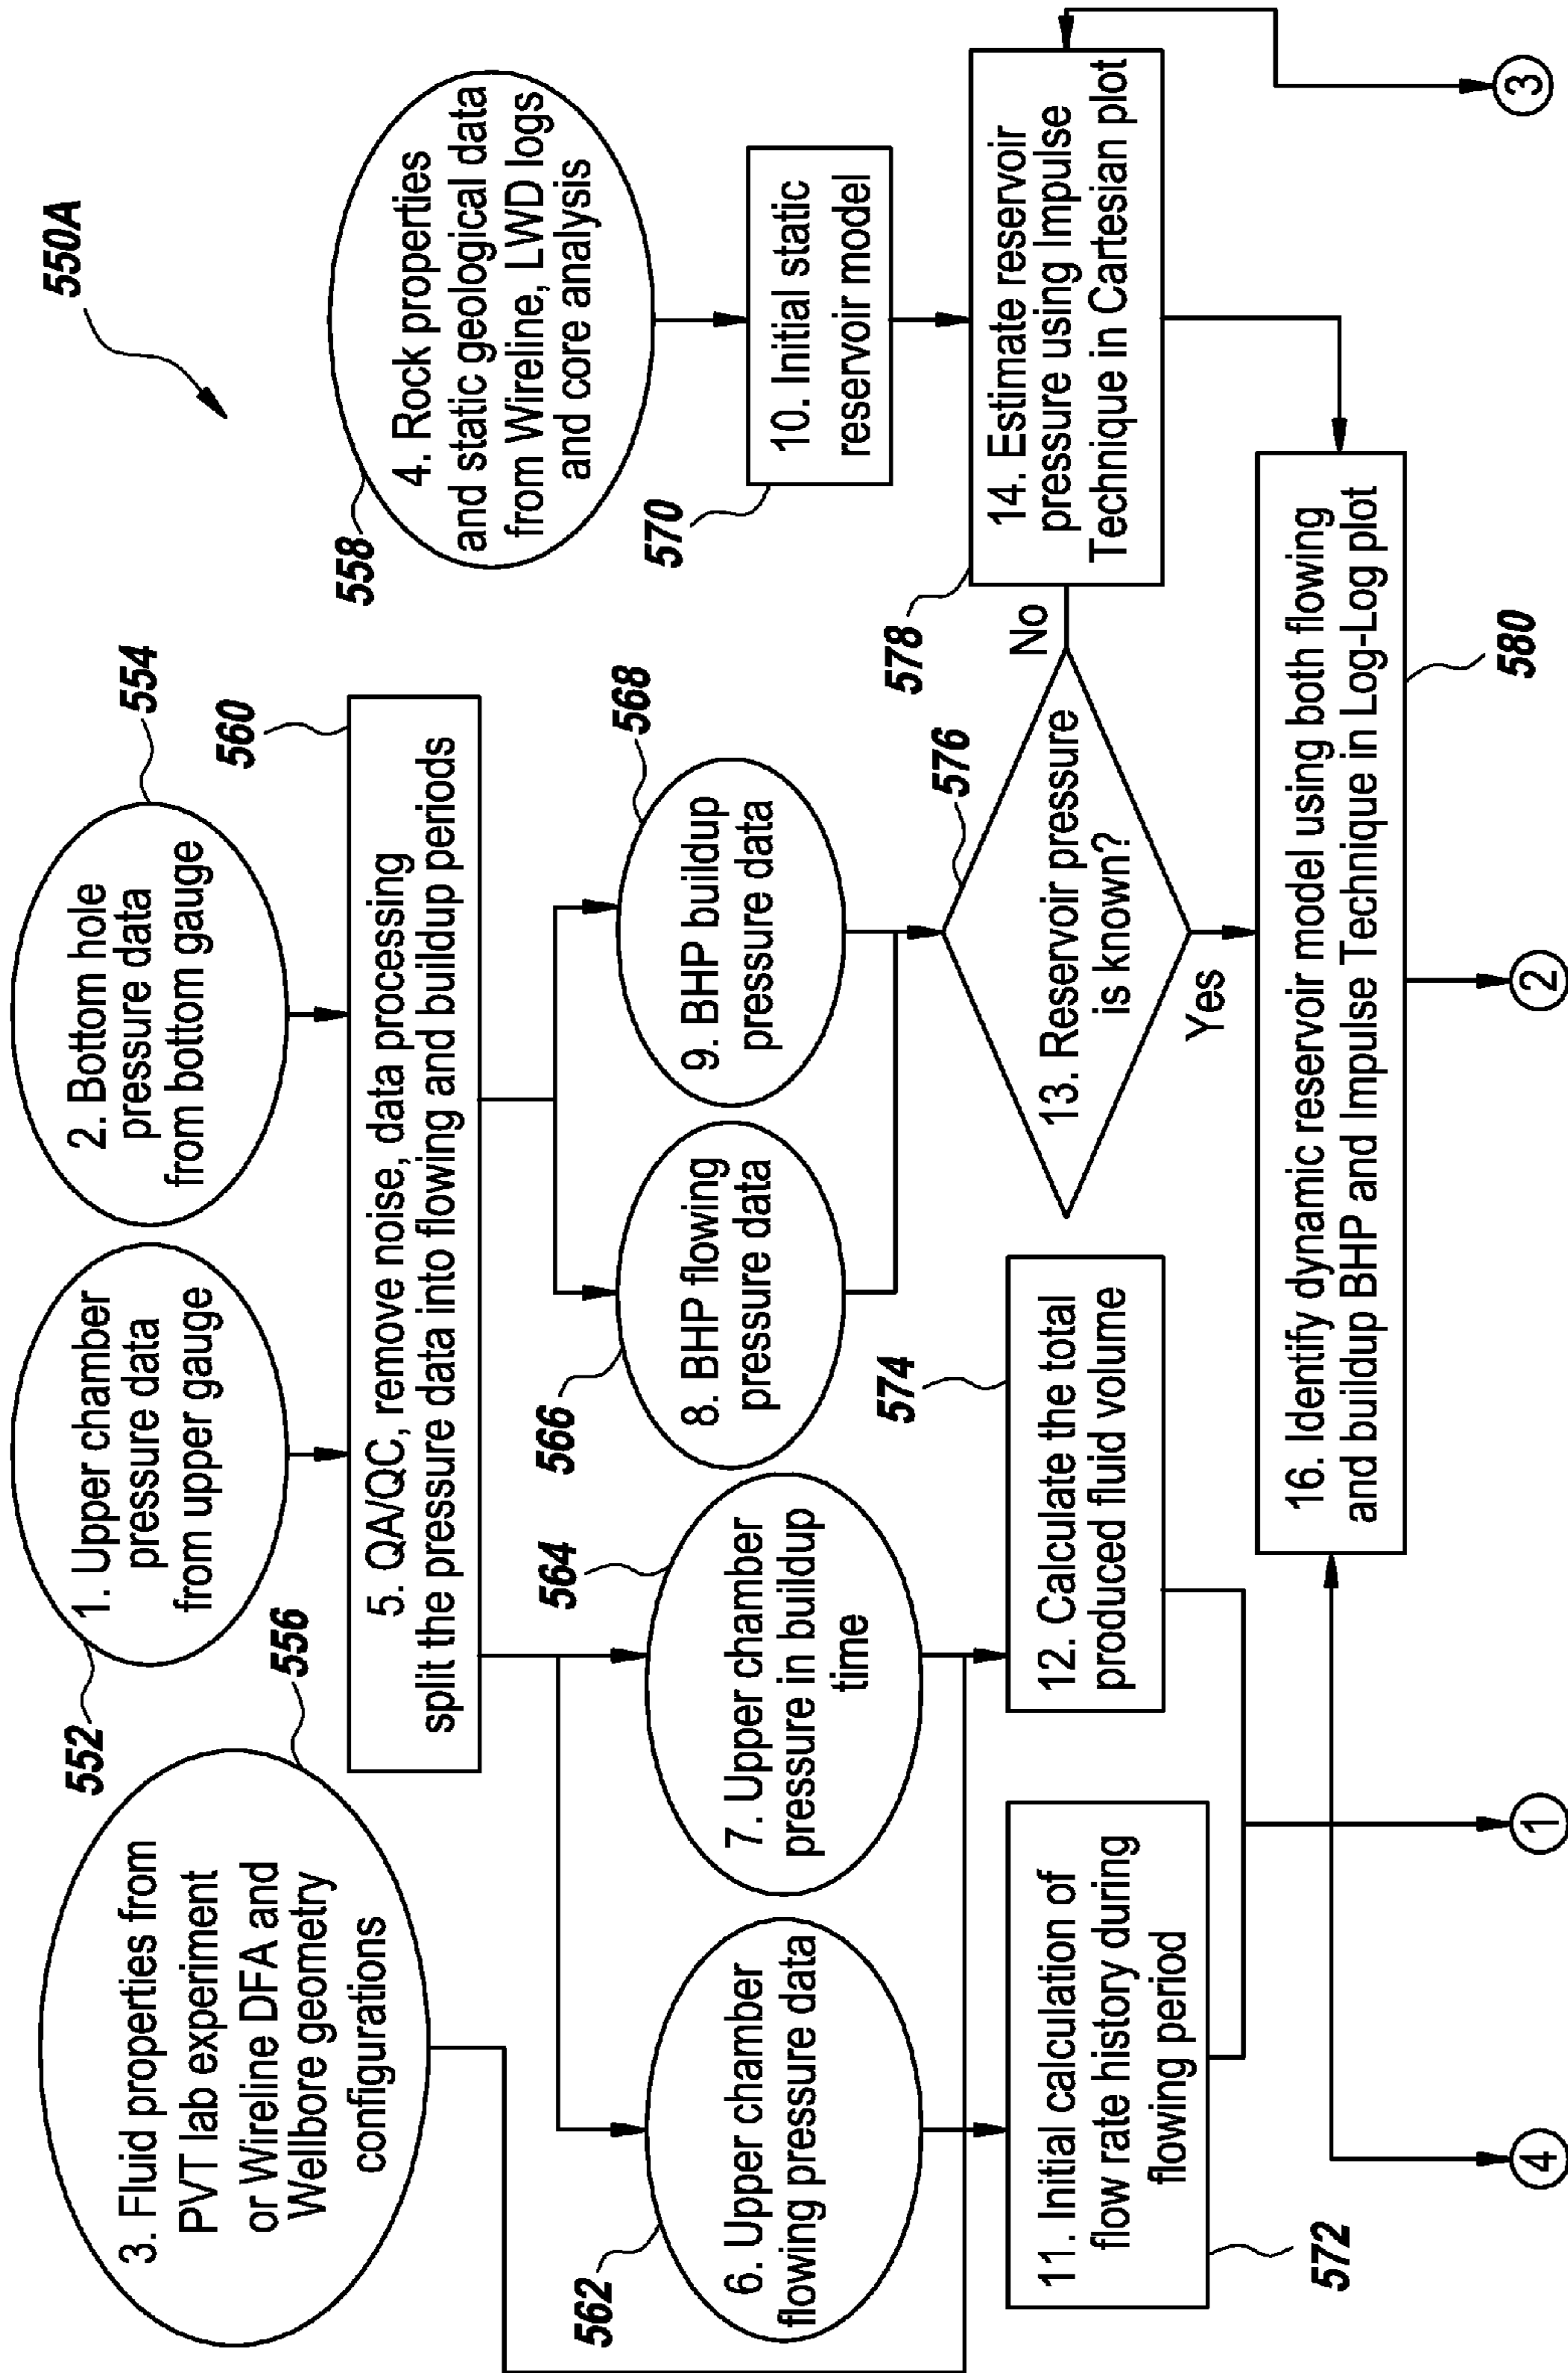 550A
552
1. Upper chamber
pressure data
from upper gauge
554
2. Bottom hole
pressure data
from bottom gauge
556
3. Fluid properties from
PVT lab experiment
or Wireline DFA and
Wellbore geometry
configurations
558
4. Rock properties
and static geological data
from Wireline, LWD logs
and core analysis
560
5. QA/QC, remove noise, data processing
split the pressure data into flowing and buildup periods
562
6. Upper chamber
flowing pressure data
564
7. Upper chamber
pressure in buildup
time
566
8. BHP flowing
pressure data
568
9. BHP buildup
pressure data
570
10. Initial static
reservoir model
572
11. Initial calculation of
flow rate history during
flowing period
574
12. Calculate the total
produced fluid volume
576
13. Reservoir pressure
is known?
No
Yes
578
14. Estimate reservoir
pressure using Impulse
Technique in Cartesian plot
580
16. Identify dynamic reservoir model using both flowing
and buildup BHP and Impulse Technique in Log-Log plot
4
1
2
3